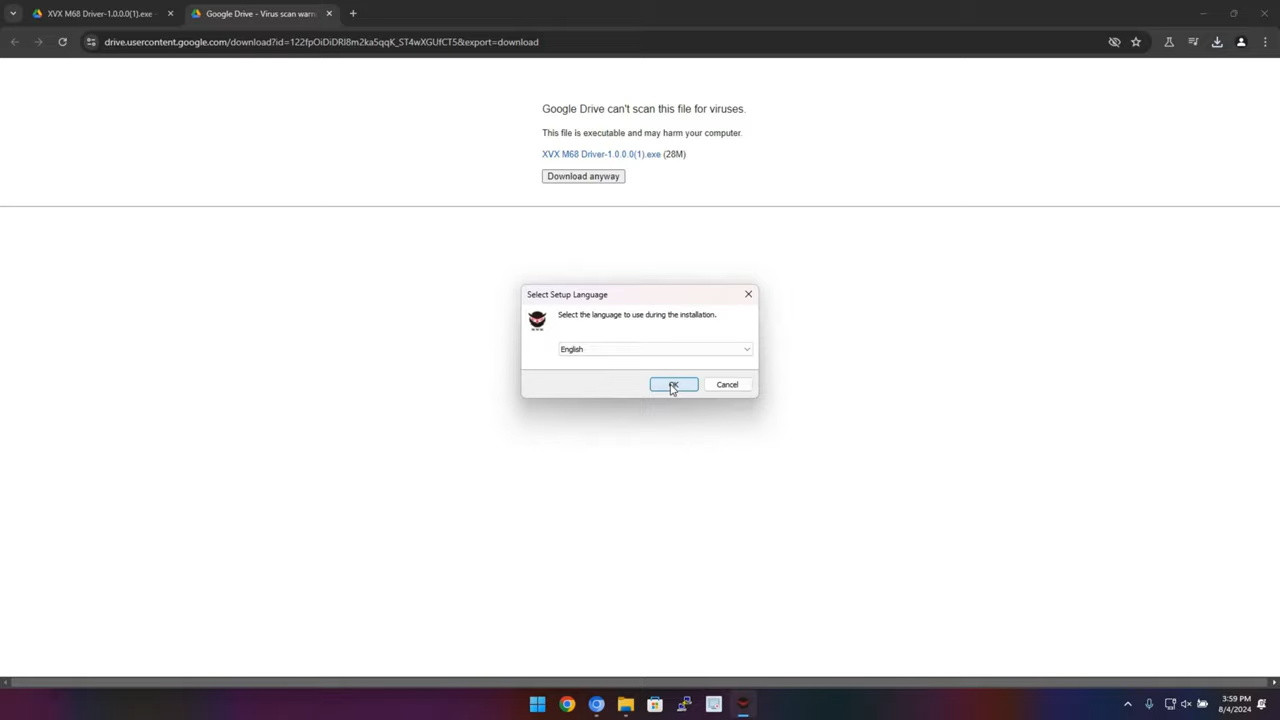 XVX M68 Driver-1.0.0.0(1).exe
Google Drive - Virus scan warn
drive.usercontent.google.com/download?id=122fpOiDiDRl8m2ka5qqK_ST4wXGUfCT5&export=download
Google Drive can't scan this file for viruses.
This file is executable and may harm your computer.
XVX M68 Driver-1.0.0.0(1).exe (28M)
Download anyway
Select Setup Language
Select the language to use during the installation.
English
OK
Cancel
3:59 PM
8/4/2024